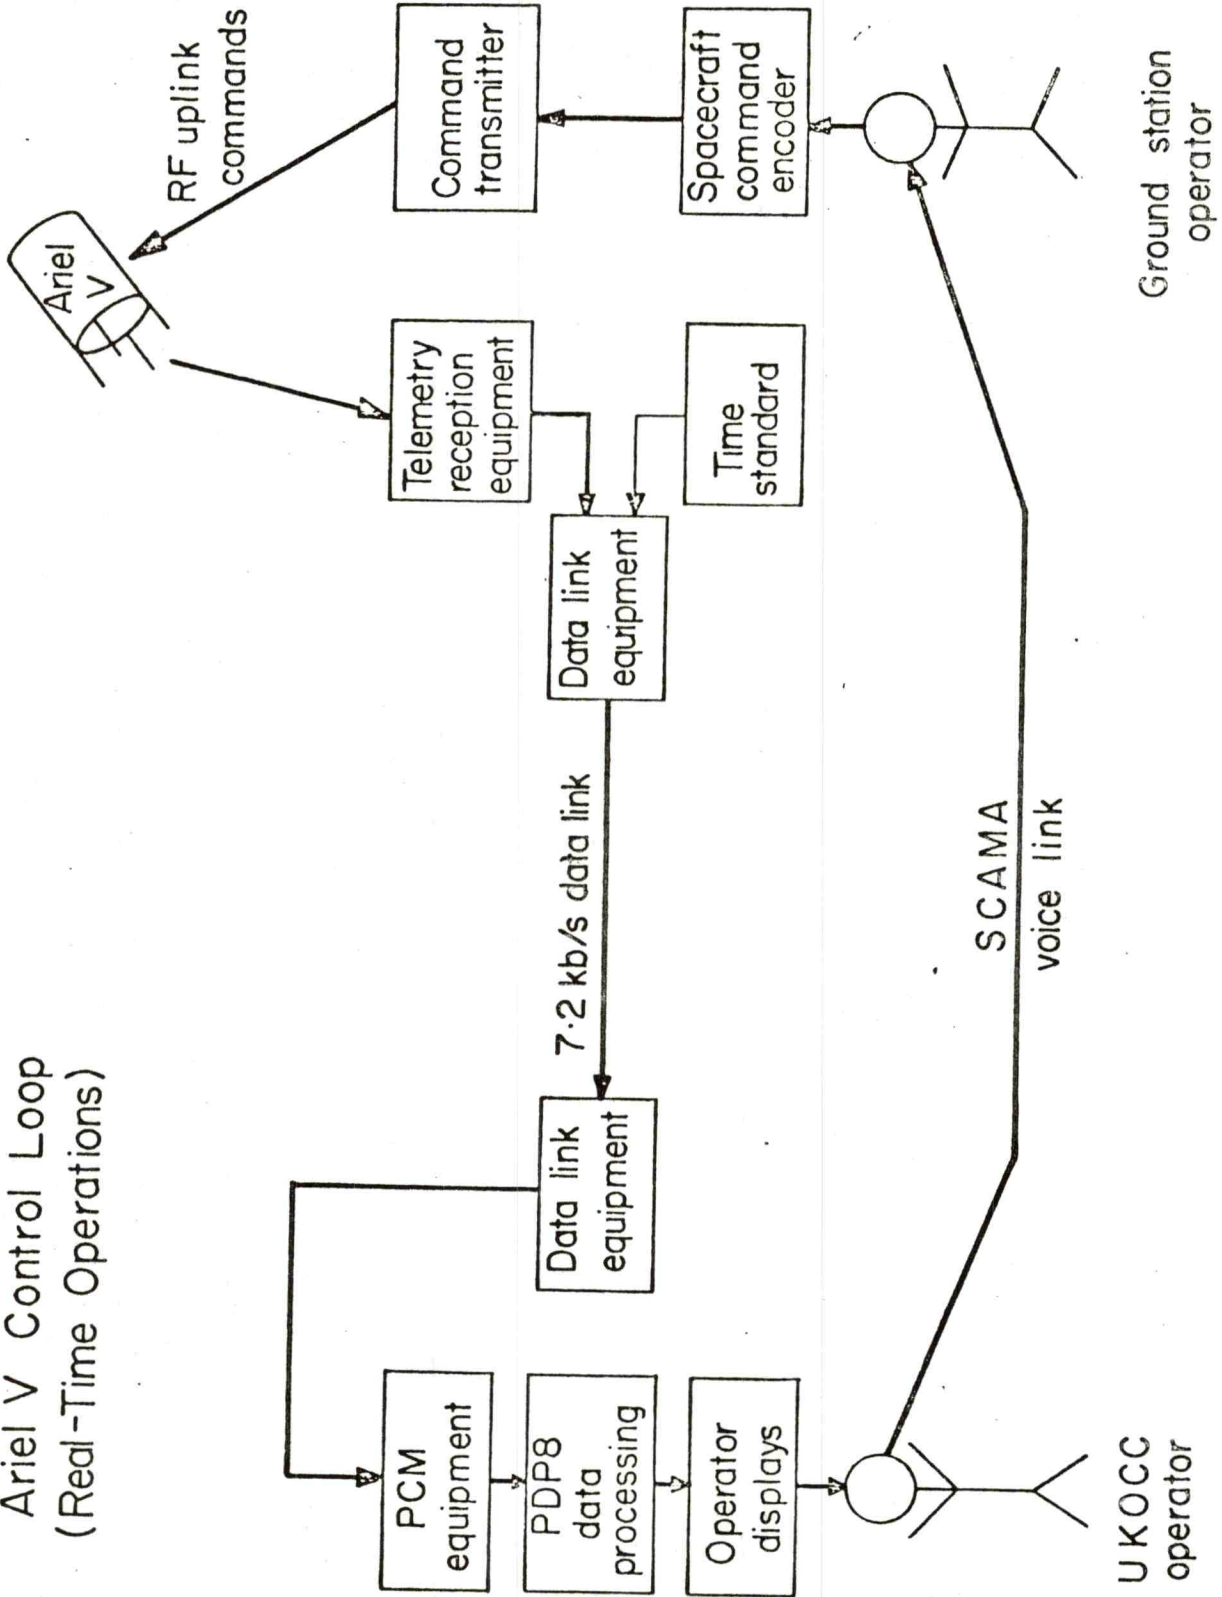 Ariel V Control Loop
(Real-Time Operations)
PCM
equipment
PDP8
data
processing
Operator
displays
UKOCC
operator
Data link
equipment
7·2 kb/s data link
Data link
equipment
Telemetry
reception
equipment
Time
standard
Ariel
V
RF uplink
commands
Command
transmitter
Spacecraft
command
encoder
Ground station
operator
SCAMA
voice link